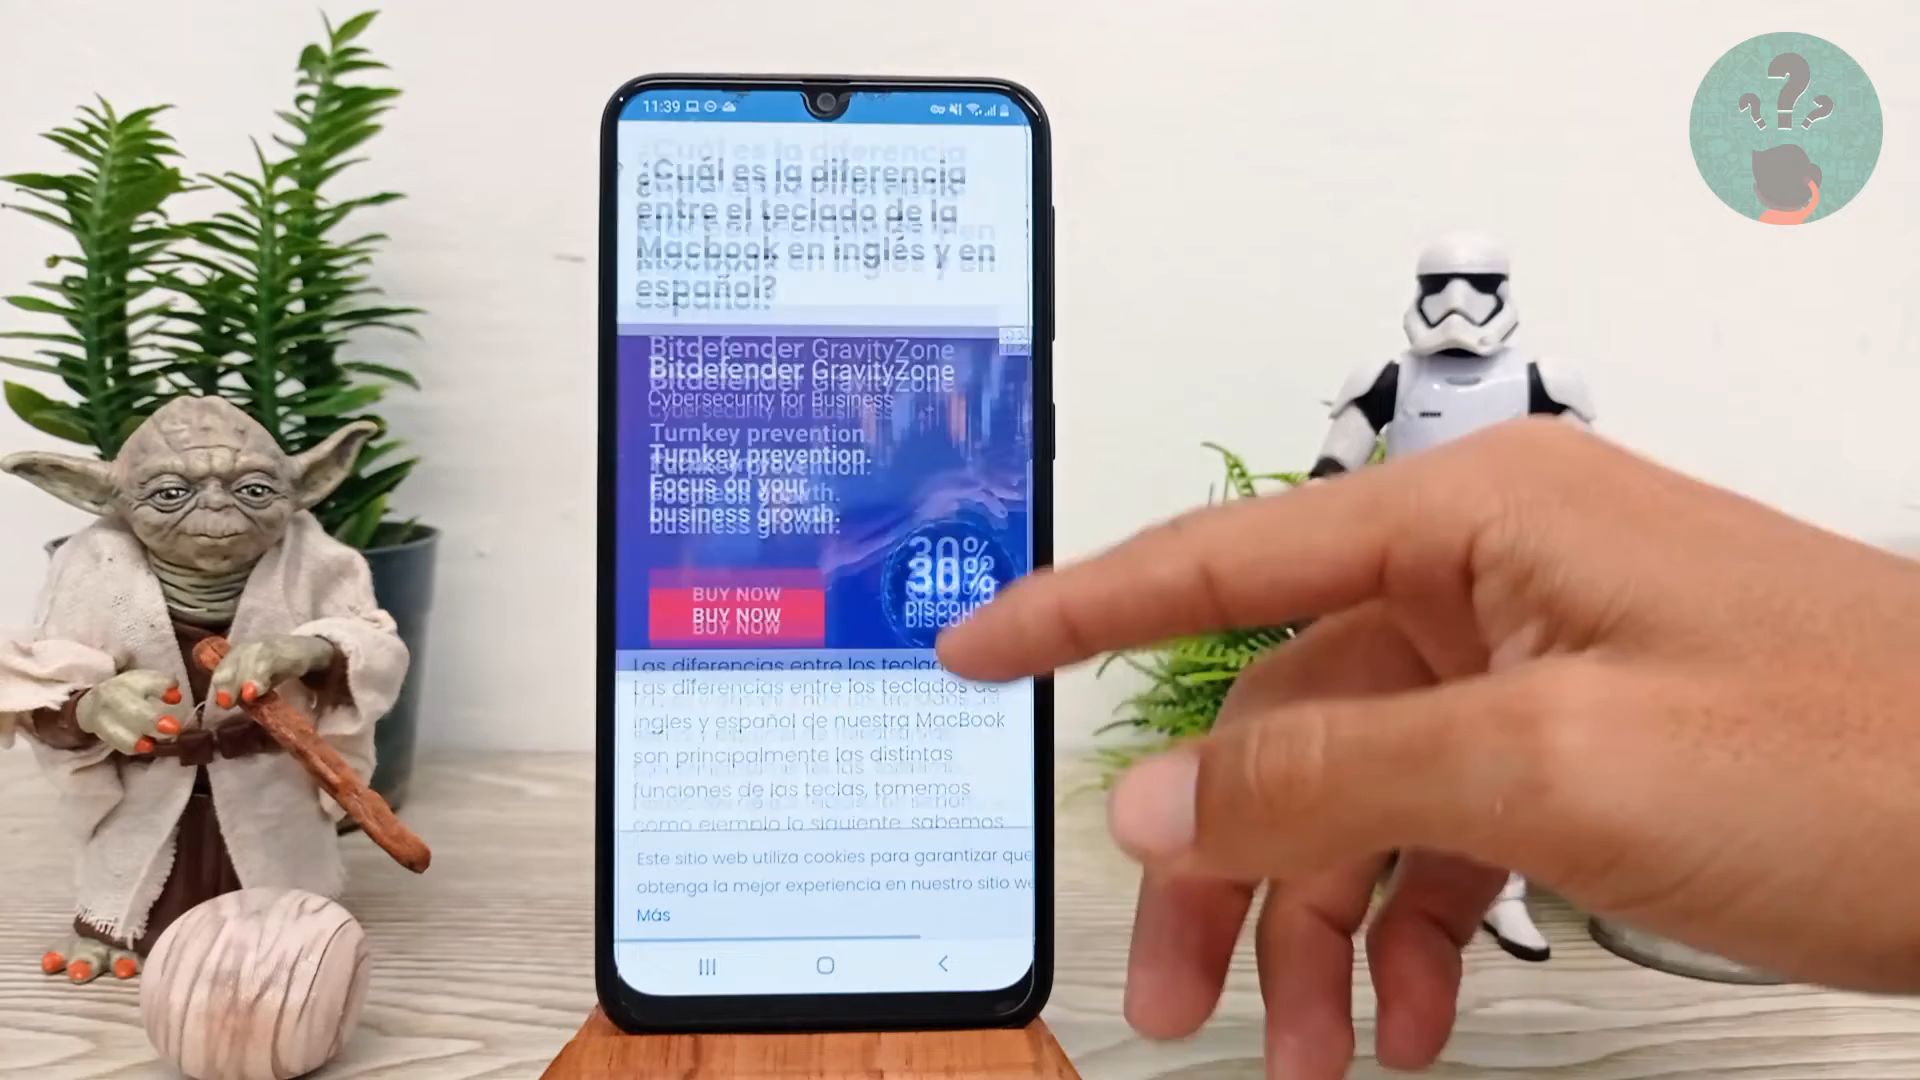 11:39
¿Cuál es la diferencia
entre el teclado de la
Macbook en inglés y en
español?
Bitdefender GravityZone
Cybersecurity for Business
Turnkey prevention.
Focus on your
business growth.
30%
BUY NOW
Las diferencias entre los teclados de
ingles y español de nuestra MacBook
son principalmente las distintas
funciones de las teclas, tomemos
como ejemplo lo siguiente, sabemos
Este sitio web utiliza cookies para garantizar que
obtenga la mejor experiencia en nuestro sitio
Más